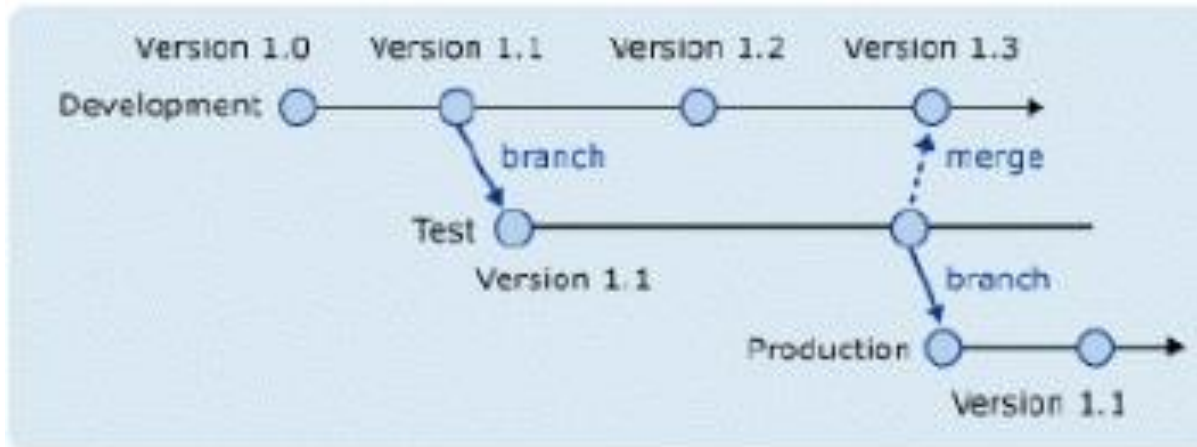 Version 1.0 Version 1.1 Version 1.2 Version 1.3
Development
branch merge
Test
Version 1.1 branch
Production
Version 1.1